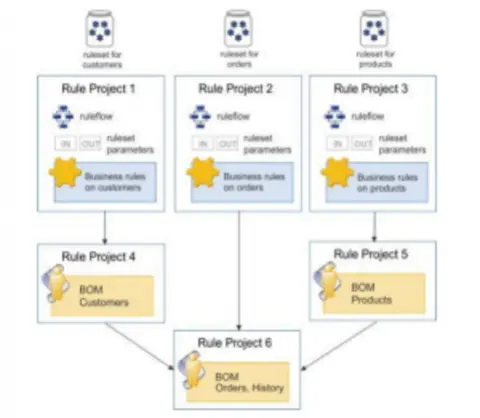 ruleset for
customers
ruleset for
orders
ruleset for
products
Rule Project 1
ruleflow
IN OUT ruleset
parameters
Business rules
on customers
Rule Project 2
ruleflow
IN OUT ruleset
parameters
Business rules
on orders
Rule Project 3
ruleflow
IN OUT ruleset
parameters
Business rules
on products
Rule Project 4
BOM
Customers
Rule Project 5
BOM
Products
Rule Project 6
BOM
Orders, History